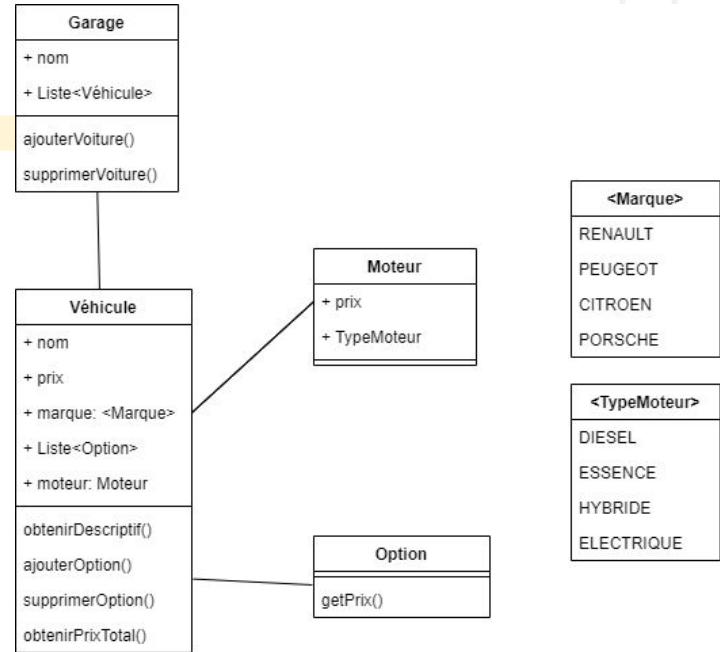 Garage
+ nom
+ Liste<Véhicule>
ajouterVoiture()
supprimerVoiture()
Véhicule
+ nom
+ prix
+ marque: <Marque>
+ Liste<Option>
+ moteur: Moteur
obtenirDescriptif()
ajouterOption()
supprimerOption()
obtenirPrixTotal()
Moteur
+ prix
+ TypeMoteur
Option
getPrix()
<Marque>
RENAULT
PEUGEOT
CITROEN
PORSCHE
<TypeMoteur>
DIESEL
ESSENCE
HYBRIDE
ELECTRIQUE